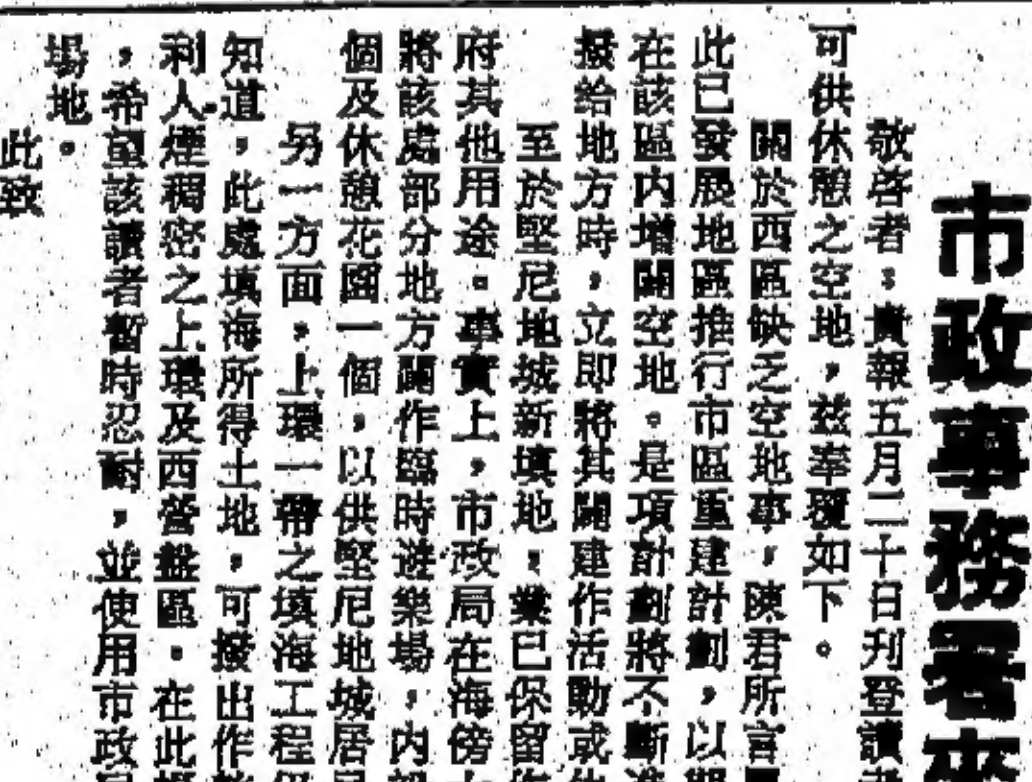 市政事務署來
敬啓者：貴報五月二十日刊登讀
可供休憩之空地，茲奉覆如下。
關於西區缺乏空地事，陳君所言
此已發展地區推行市區重建計劃，以期
在該區內增闢空地。是項計劃將不斷進
撥給地方時，立即將其闢建作活動或休
至於堅尼地城新填地，業已保留作
府其他用途。事實上，市政局在海傍
將該處部分地方闢作臨時遊樂場，內設
個及休憩花園一個，以供堅尼地城居民
另一方面，上環一帶之填海工程仍
知道，此處填海所得土地，可撥出作
利人煙稠密之上環及西營盤區。在此
，希望該讀者暫時忍耐，並使用市政局
場地。
此致